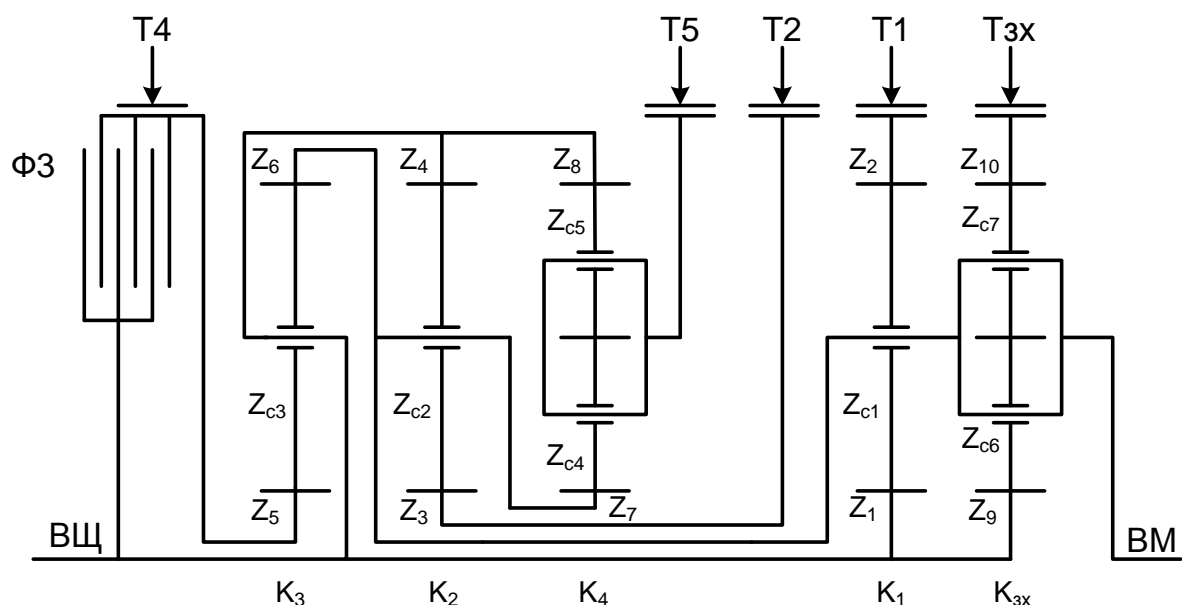 T4 T5 T2 T1 Tзх
Ф3 Z6 Z4 Z8 Z2 Z10
Zc5 Zc7
Zc3 Zc2 Zc4 Zc1 Zc6
Z5 Z3 Z7 Z1 Z9
ВЩ ВМ
K3 K2 K4 K1 Kзх